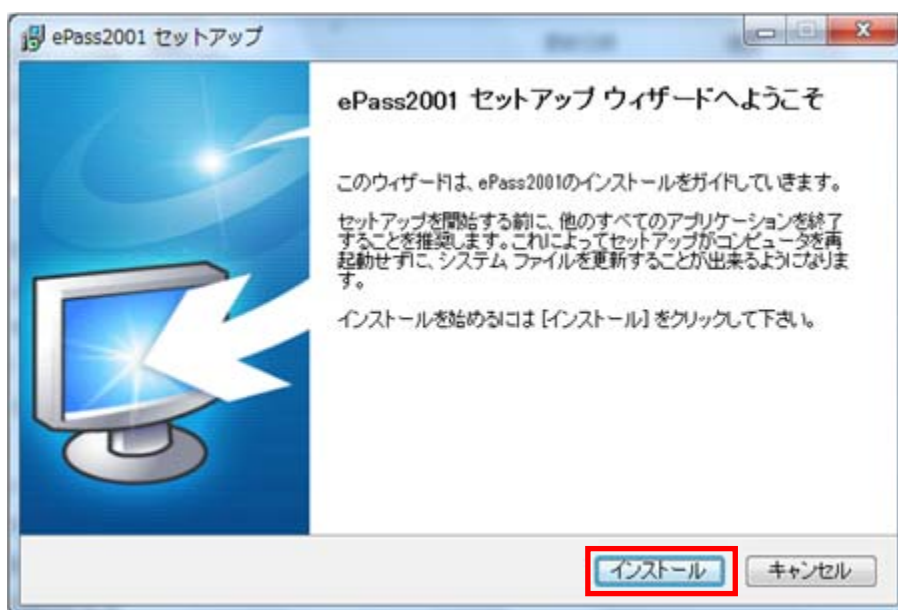 ePass2001 セットアップ
ePass2001 セットアップ ウィザードへようこそ
このウィザードは、ePass2001のインストールをガイドしていきます。
セットアップを開始する前に、他のすべてのアプリケーションを終了
することを推奨します。これによってセットアップがコンピュータを再
起動せずに、システム ファイルを更新することが出来るようになりま
す。
インストールを始めるには [インストール] をクリックして下さい。
インストール
キャンセル